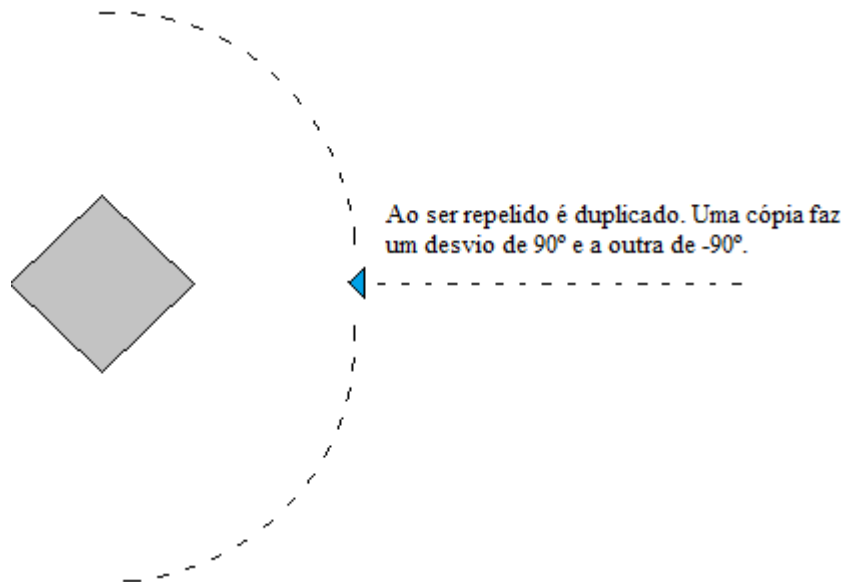 Ao ser repelido é duplicado. Uma cópia faz
um desvio de 90º e a outra de -90º.